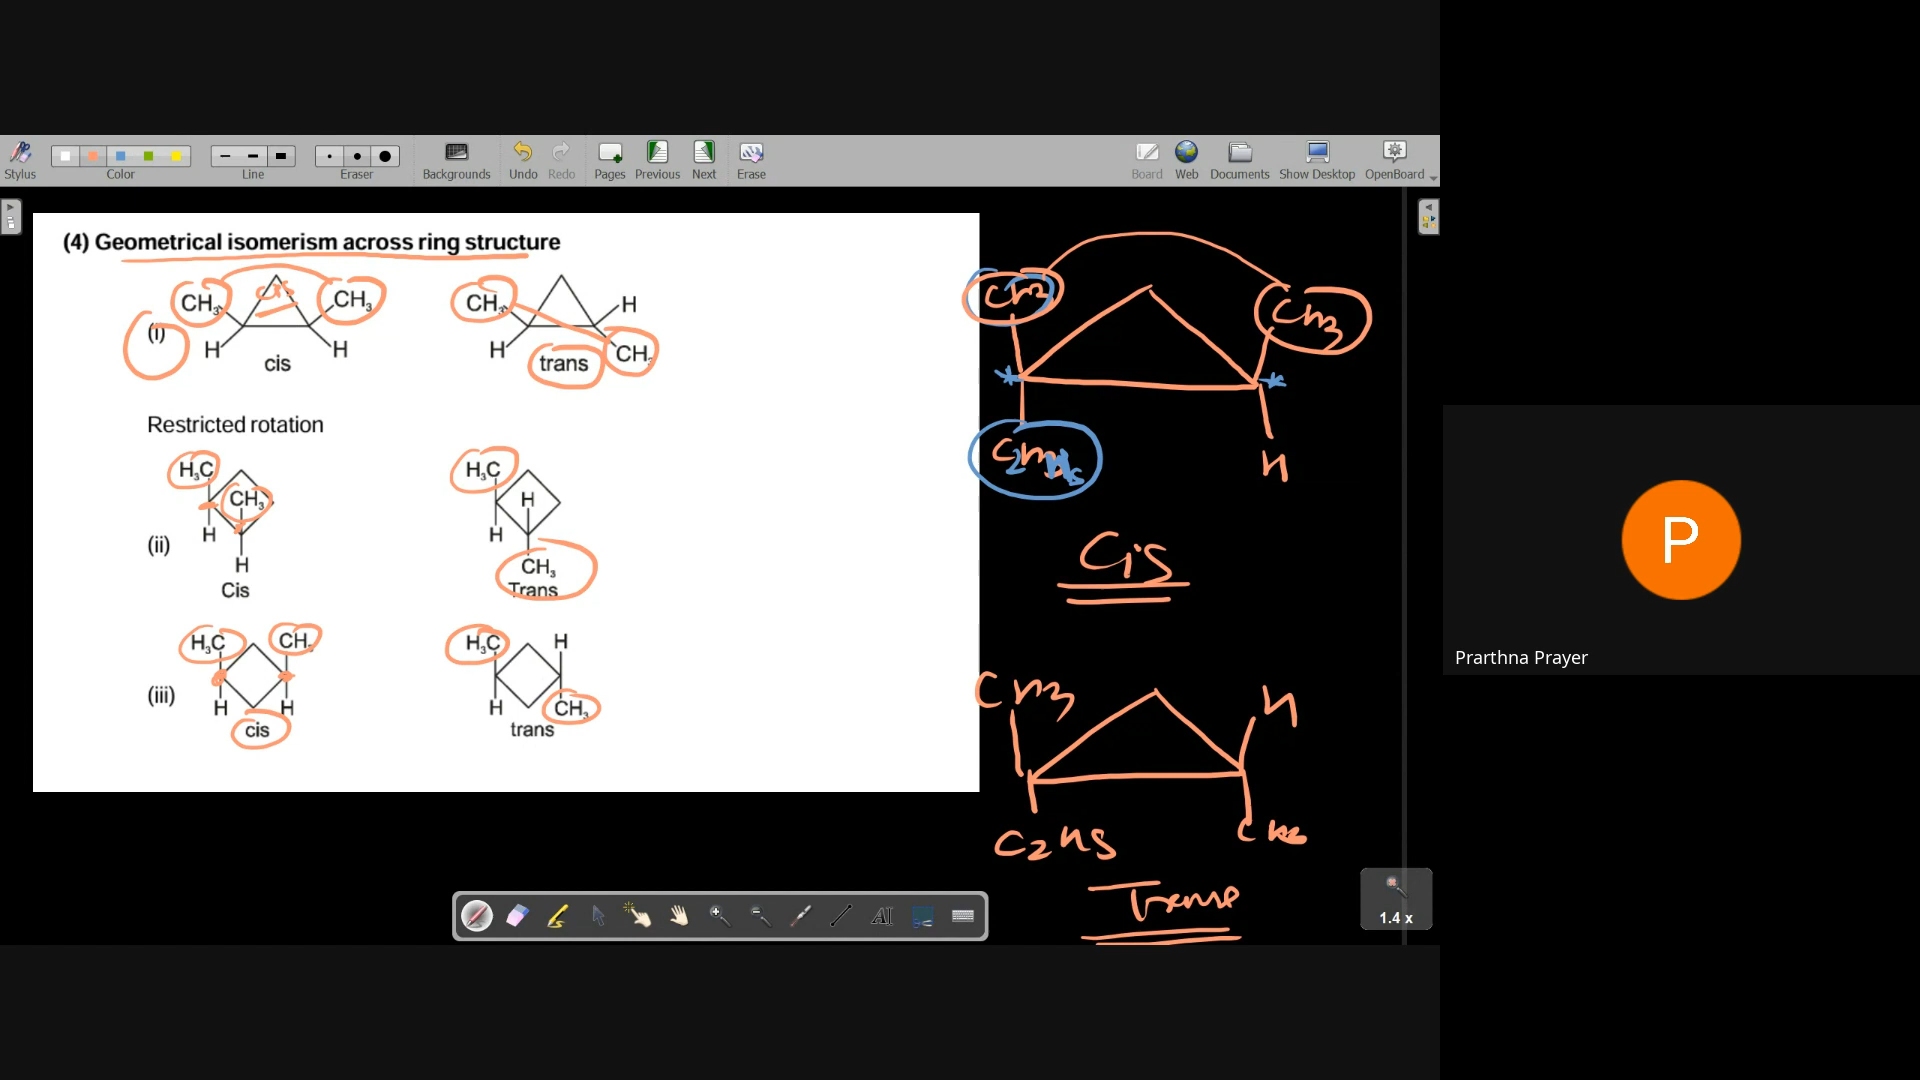 Stylus Color Line Eraser Backgrounds Undo Redo Pages Previous Next Erase Board Web Documents Show Desktop OpenBoard
(4) Geometrical isomerism across ring structure
CH₃ cis CH₃
(i) H H
cis
CH₃ H
H CH₃
trans
Restricted rotation
H₃C
CH₃
H
(ii) H
Cis
H₃C
H
H
CH₃
Trans
H₃C CH₃
(iii) H H
cis
H₃C H
H CH₃
trans
CH3 CH3
H
Cis
CH3 H
C2H5
Trans
P
Prarthna Prayer
1.4 x